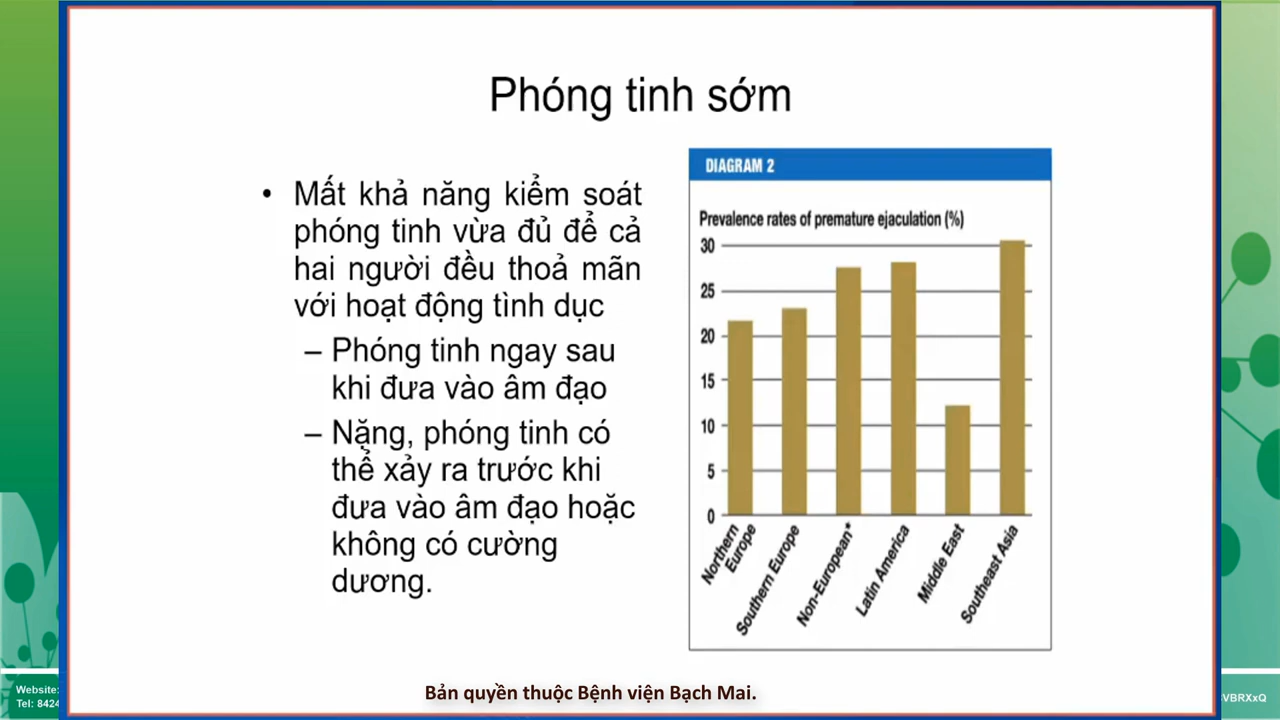 Phóng tinh sớm
• Mất khả năng kiểm soát
phóng tinh vừa đủ để cả
hai người đều thoả mãn
với hoạt động tình dục
– Phóng tinh ngay sau
khi đưa vào âm đạo
– Nặng, phóng tinh có
thể xảy ra trước khi
đưa vào âm đạo hoặc
không có cường
dương.
DIAGRAM 2
Prevalence rates of premature ejaculation (%)
30
25
20
15
10
5
0
Northern
Europe
Southern Europe
Non-European*
Latin America
Middle East
Southeast Asia
Bản quyền thuộc Bệnh viện Bạch Mai.
Website:
Tel: 8424
VBRXxQ